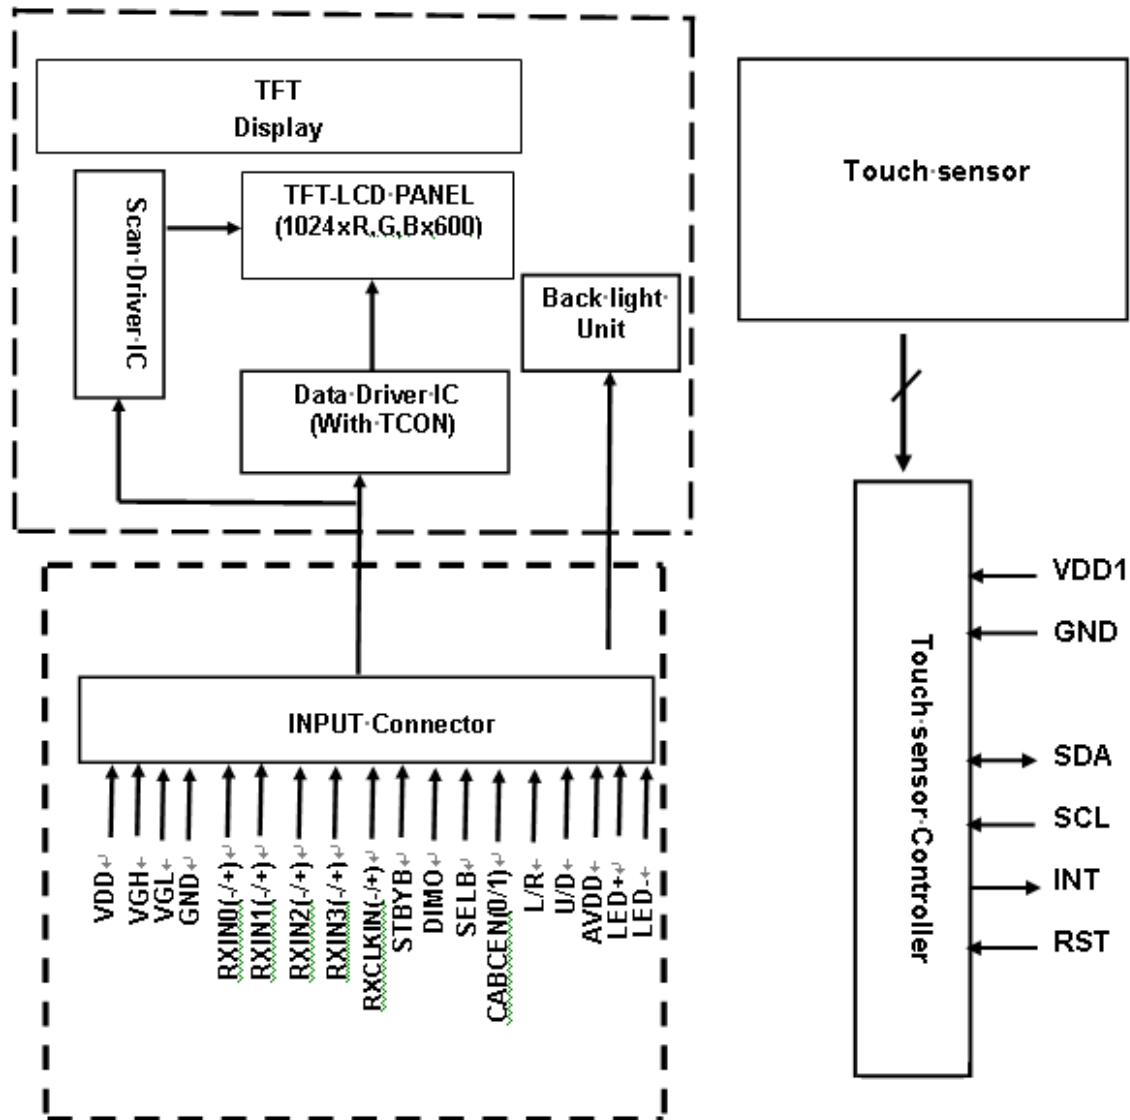 TFT
Display
Scan·Driver·IC
TFT-LCD·PANEL
(1024xR,G,Bx600)
Back·light·
Unit
Data·Driver·IC
(With·TCON)
INPUT·Connector
VDD↵
VGH↵
VGL↵
GND↵
RXIN0(-/+)↵
RXIN1(-/+)↵
RXIN2(-/+)↵
RXIN3(-/+)↵
RXCLKIN(-/+)↵
STBYB↵
DIMO↵
SELB↵
CABCEN(0/1)↵
L/R↵
U/D↵
AVDD↵
LED+↵
LED-↵
Touch·sensor
Touch·sensor·Controller
VDD1
GND
SDA
SCL
INT
RST